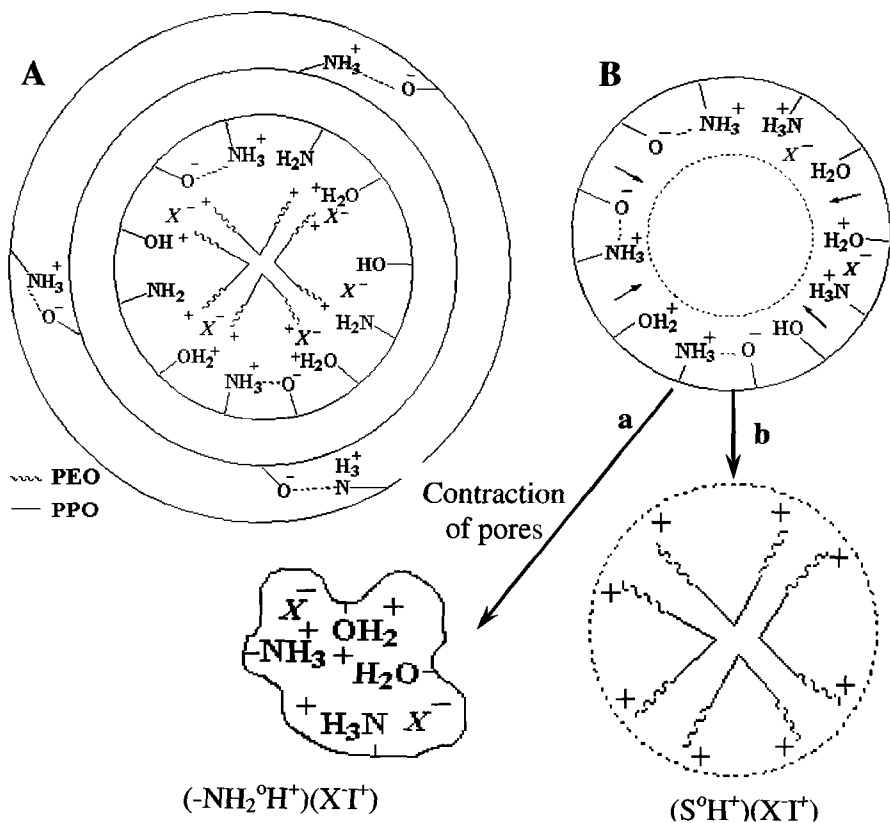 A
NH₃⁺
O⁻
NH₃⁺
H₂N
O⁻
X⁻ +
+ +
H₂O
+ X⁻
OH +
HO
NH₃⁺
O⁻
NH₂
X⁻
+ X⁻ +
+ X⁻
H₂N
OH₂⁺
⁺H₂O
NH₃⁺
O⁻
H₃⁺
O⁻ N
PEO
PPO
B
NH₃⁺
H₃N⁺
O⁻
X⁻
H₂O
O⁻
NH₃⁺
H₂O⁺
X⁻
H₃N⁺
OH₂⁺
HO
NH₃⁺
O⁻
a
b
Contraction
of pores
X⁻
OH₂⁺
-NH₃⁺
⁺H₂O-
⁺H₃N X⁻
(-NH₂°H⁺)(X⁻I⁺)
+ +
+ +
+ +
+ +
(S°H⁺)(X⁻I⁺)